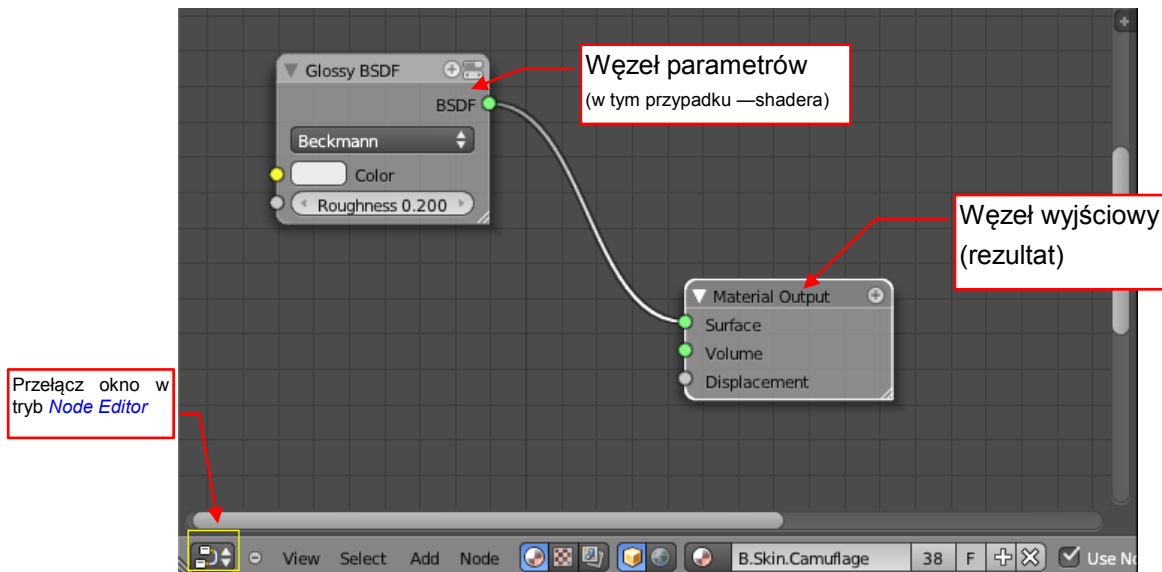 Glossy BSDF
BSDF
Beckmann
Color
Roughness 0.200
Węzeł parametrów
(w tym przypadku —shadera)
Węzeł wyjściowy
(rezultat)
Material Output
Surface
Volume
Displacement
Przełącz okno w
tryb Node Editor
View Select Add Node B.Skin.Camuflage 38 F Use No